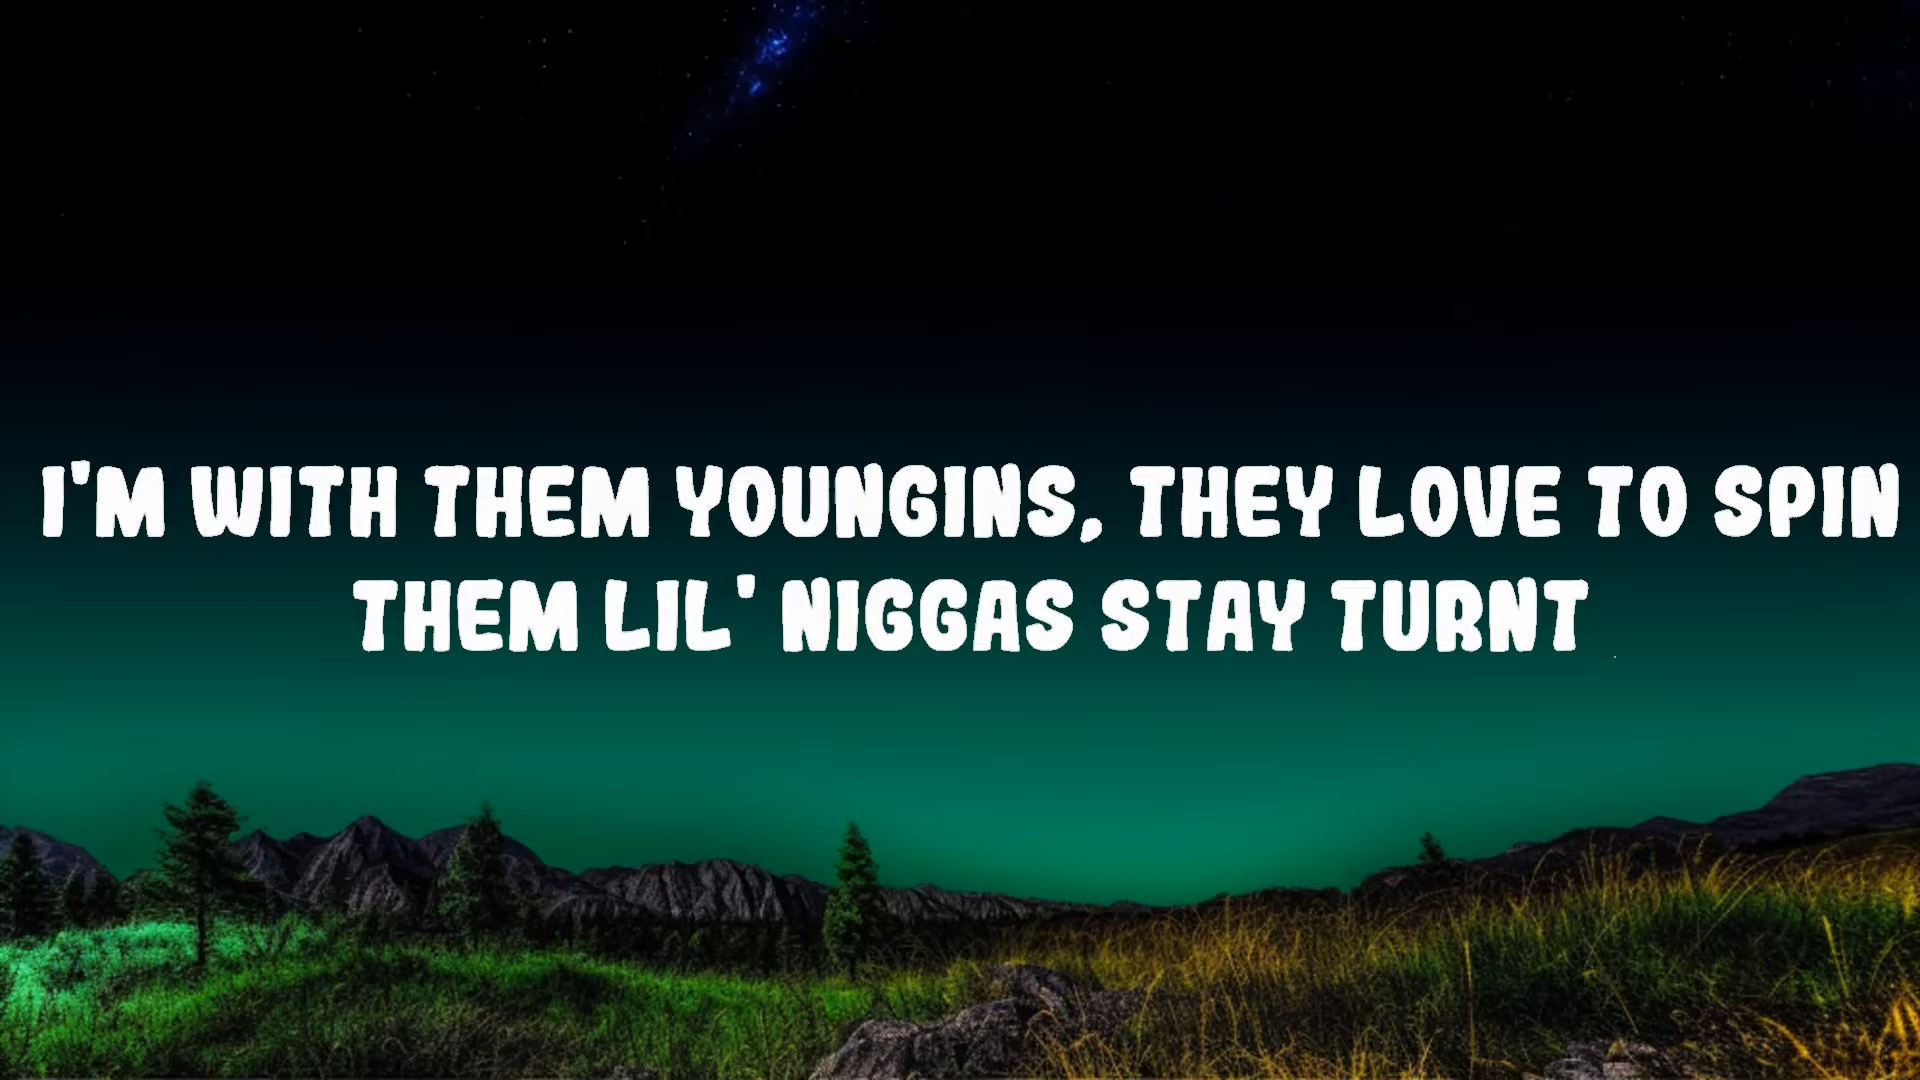 I'M WITH THEM YOUNGINS, THEY LOVE TO SPIN
THEM LIL' NIGGAS STAY TURNT